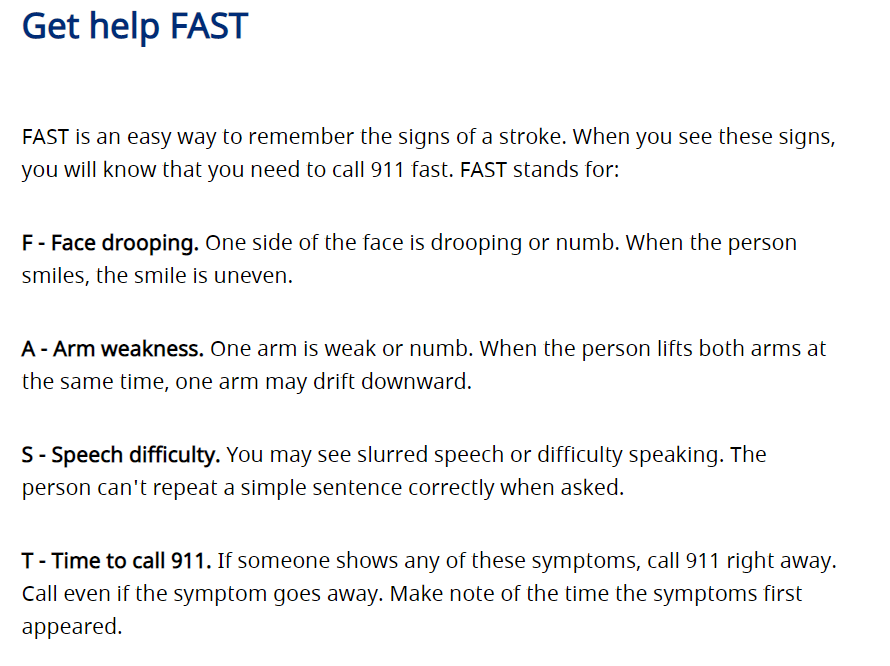 Get help FAST
FAST is an easy way to remember the signs of a stroke. When you see these signs,
you will know that you need to call 911 fast. FAST stands for:
F - Face drooping. One side of the face is drooping or numb. When the person
smiles, the smile is uneven.
A - Arm weakness. One arm is weak or numb. When the person lifts both arms at
the same time, one arm may drift downward.
S - Speech difficulty. You may see slurred speech or difficulty speaking. The
person can't repeat a simple sentence correctly when asked.
T - Time to call 911. If someone shows any of these symptoms, call 911 right away.
Call even if the symptom goes away. Make note of the time the symptoms first
appeared.